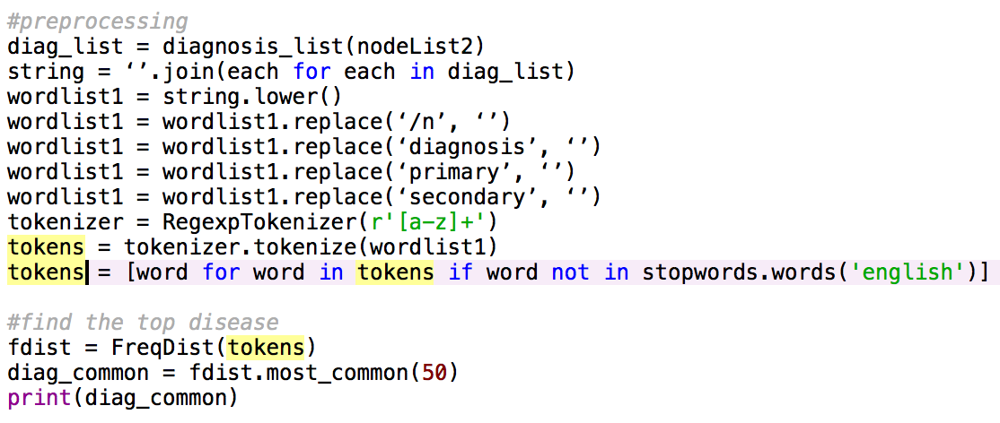 #preprocessing
diag_list = diagnosis_list(nodeList2)
string = ‘’.join(each for each in diag_list)
wordlist1 = string.lower()
wordlist1 = wordlist1.replace(‘/n’, ‘’)
wordlist1 = wordlist1.replace(‘diagnosis’, ‘’)
wordlist1 = wordlist1.replace(‘primary’, ‘’)
wordlist1 = wordlist1.replace(‘secondary’, ‘’)
tokenizer = RegexpTokenizer(r'[a-z]+')
tokens = tokenizer.tokenize(wordlist1)
tokens = [word for word in tokens if word not in stopwords.words('english')]
#find the top disease
fdist = FreqDist(tokens)
diag_common = fdist.most_common(50)
print(diag_common)